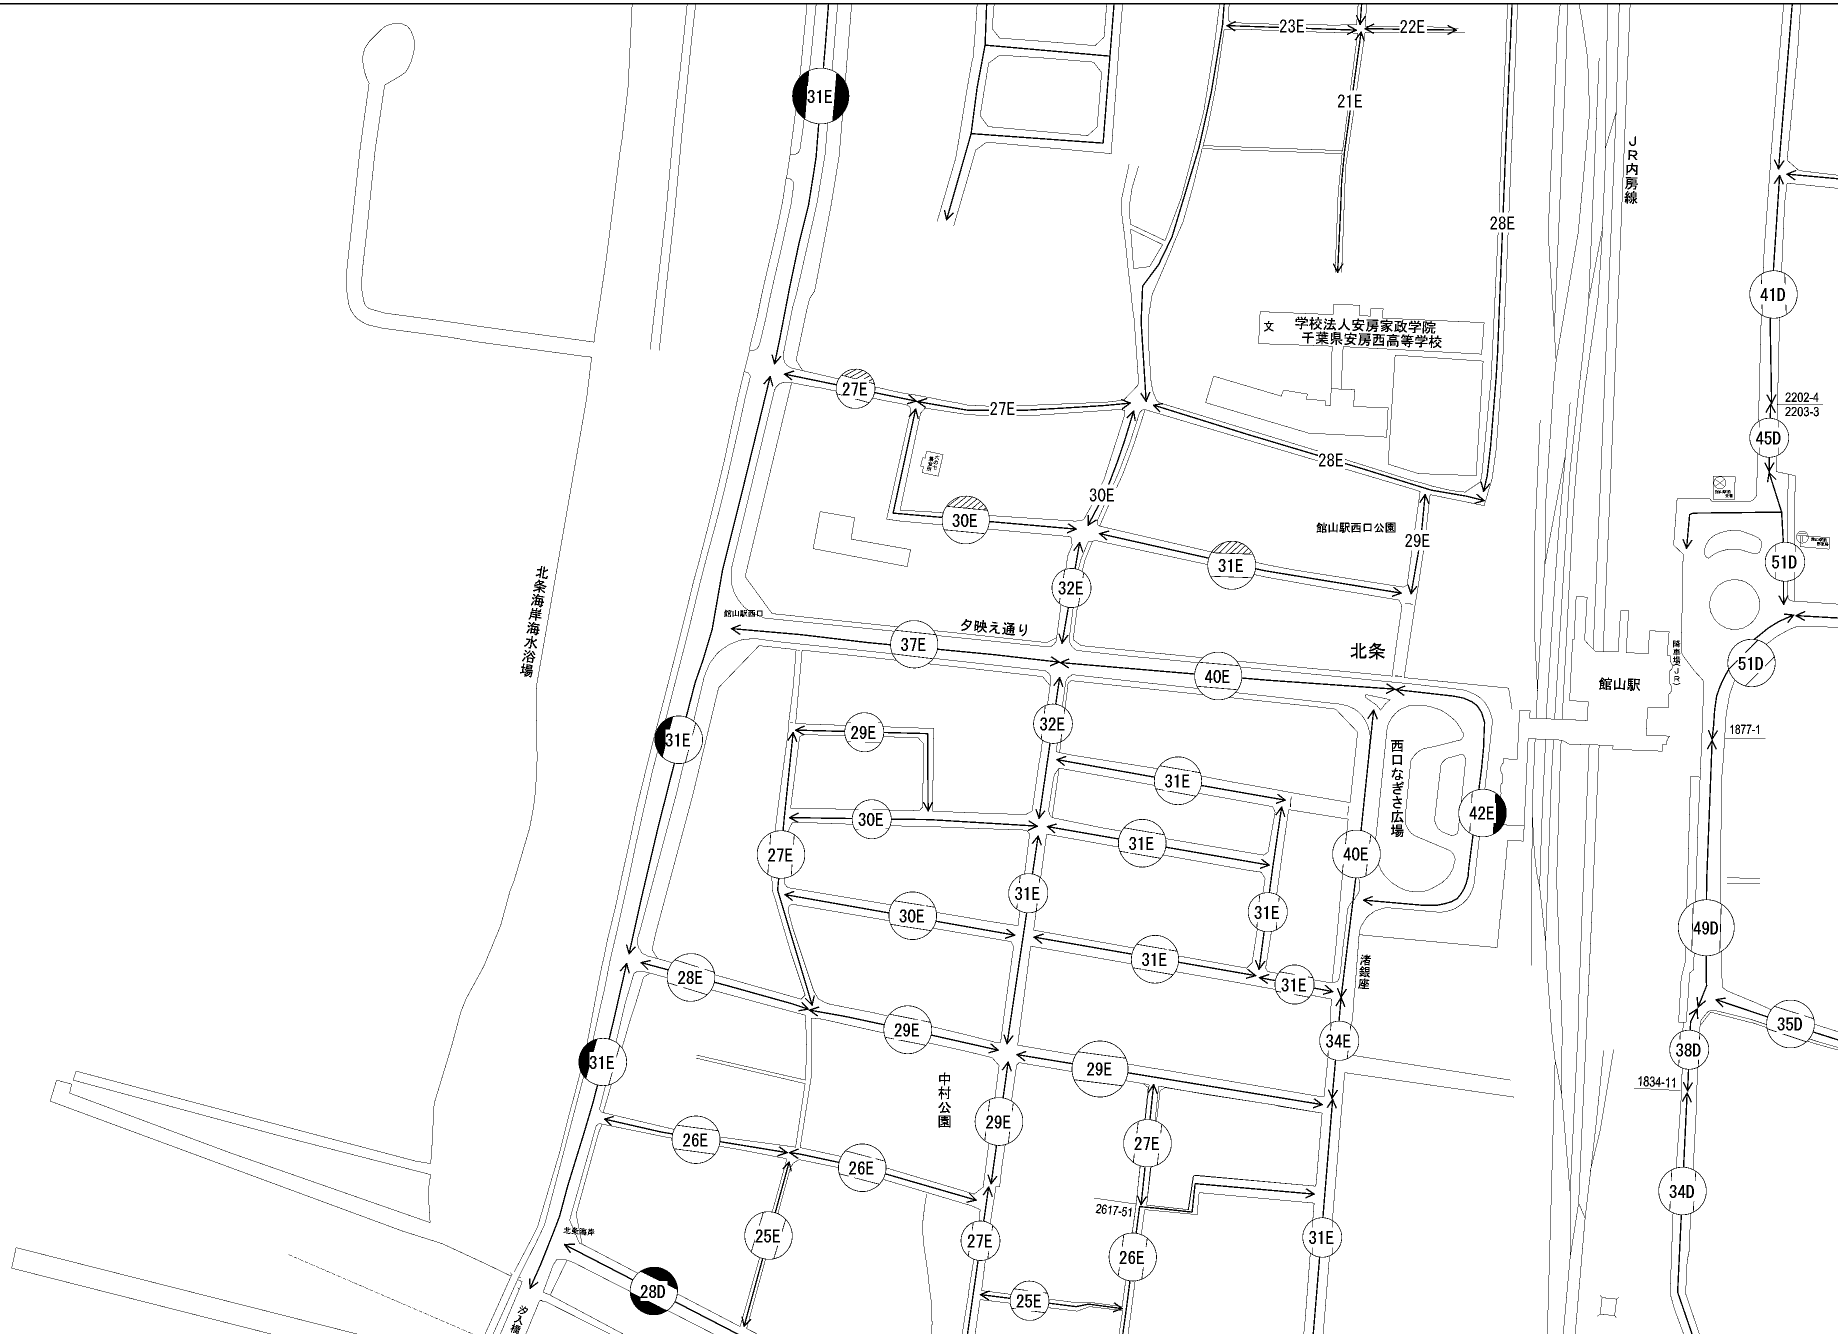 23E
22E
31E
21E
JR内房線
28E
41D
学校法人安房家政学院
千葉県安房西高等学校
文
27E
27E
2202-4
2203-3
45D
28E
30E
30E
館山駅西口公園
29E
31E
51D
32E
北条海岸海水浴場
館山駅西口
夕映え通り
37E
北条
40E
館山駅
降車場(JR)
51D
32E
29E
31E
1877-1
31E
西口なぎさ広場
30E
42E
31E
27E
40E
30E
31E
31E
49D
31E
28E
31E
渚銀座
29E
34E
35D
31E
38D
29E
1834-11
中村公園
29E
26E
27E
26E
34D
2617-51
北条海岸
25E
27E
31E
26E
28D
25E
汐入橋